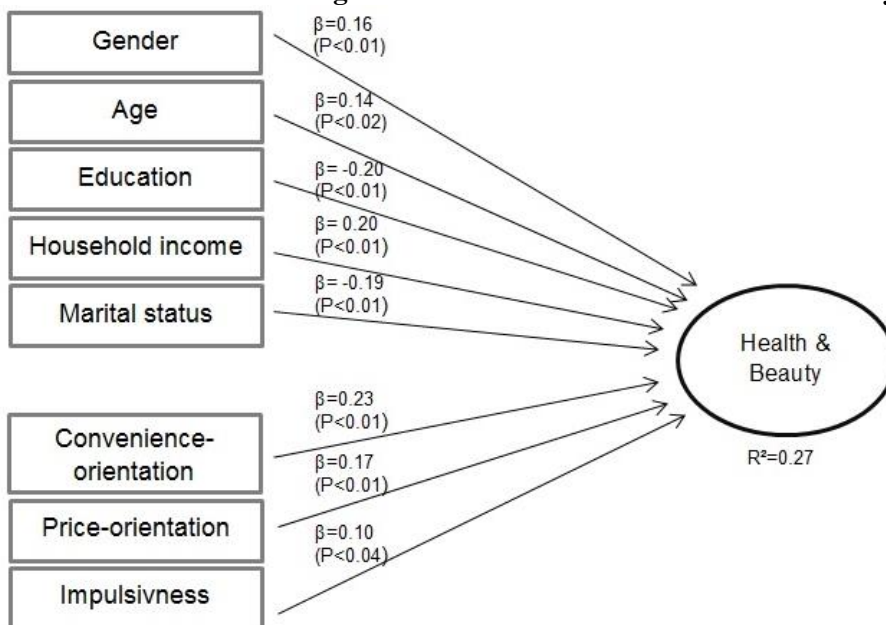 Gender
β=0.16
(P<0.01)
Age
β=0.14
(P<0.02)
Education
β= -0.20
(P<0.01)
Household income
β= 0.20
(P<0.01)
Marital status
β= -0.19
(P<0.01)
Health &
Beauty
R²=0.27
Convenience-
orientation
β=0.23
(P<0.01)
Price-orientation
β=0.17
(P<0.01)
Impulsivness
β=0.10
(P<0.04)